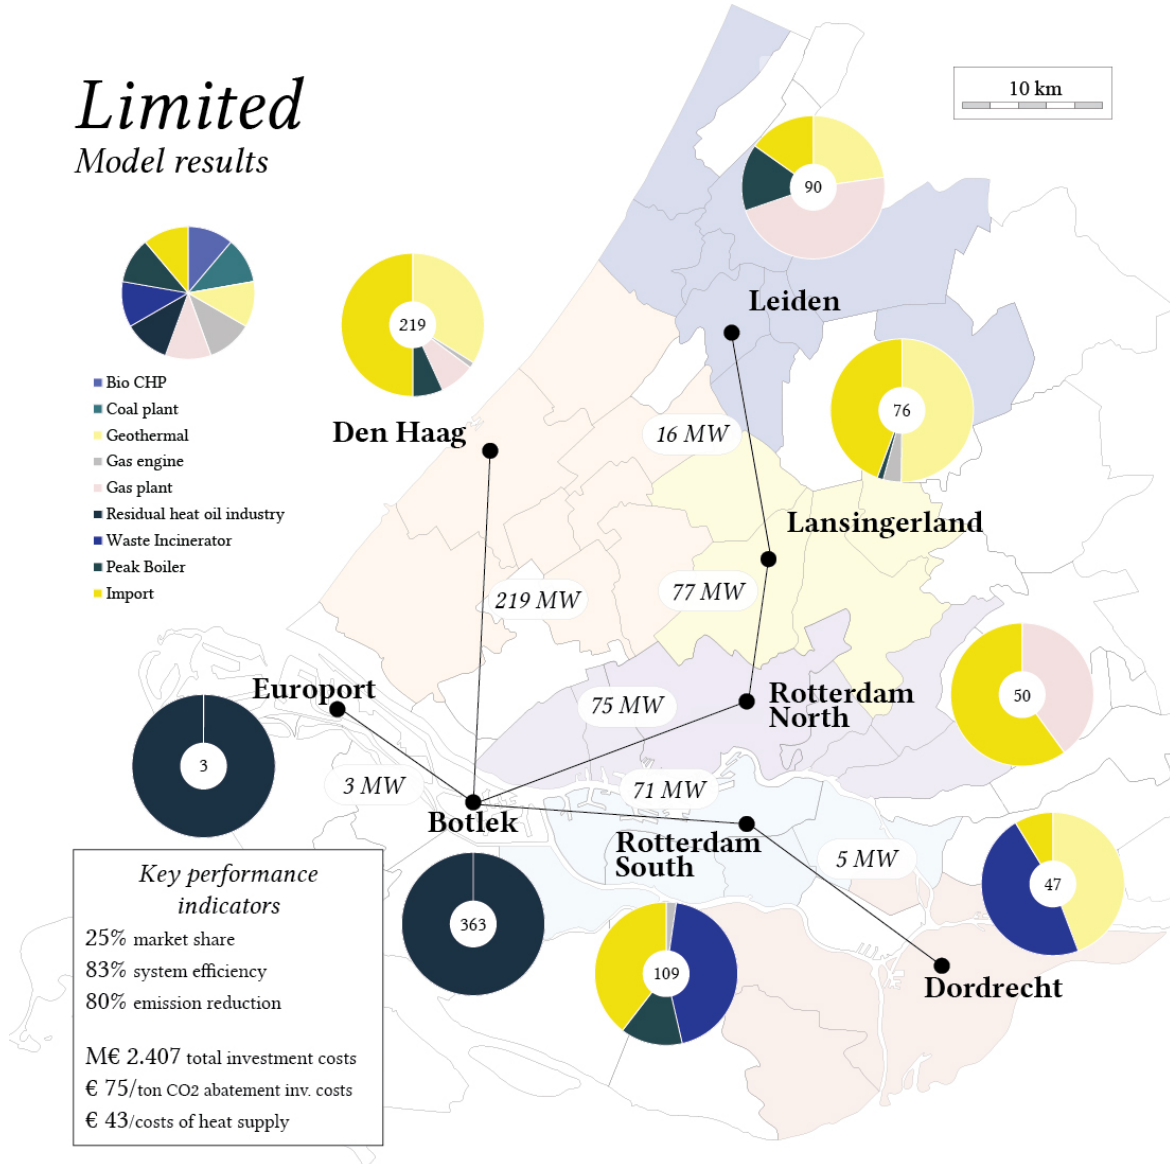 Limited
Model results
10 km
90
Leiden
219
Den Haag
16 MW
76
Bio CHP
Coal plant
Geothermal
Gas engine
Gas plant
Residual heat oil industry
Waste Incinerator
Peak Boiler
Import
Lansingerland
219 MW
77 MW
Europort
75 MW
Rotterdam
North
50
3
3 MW
71 MW
Botlek
Rotterdam
South
5 MW
47
363
109
Dordrecht
Key performance
indicators
25% market share
83% system efficiency
80% emission reduction
M€ 2.407 total investment costs
€ 75/ton CO2 abatement inv. costs
€ 43/costs of heat supply